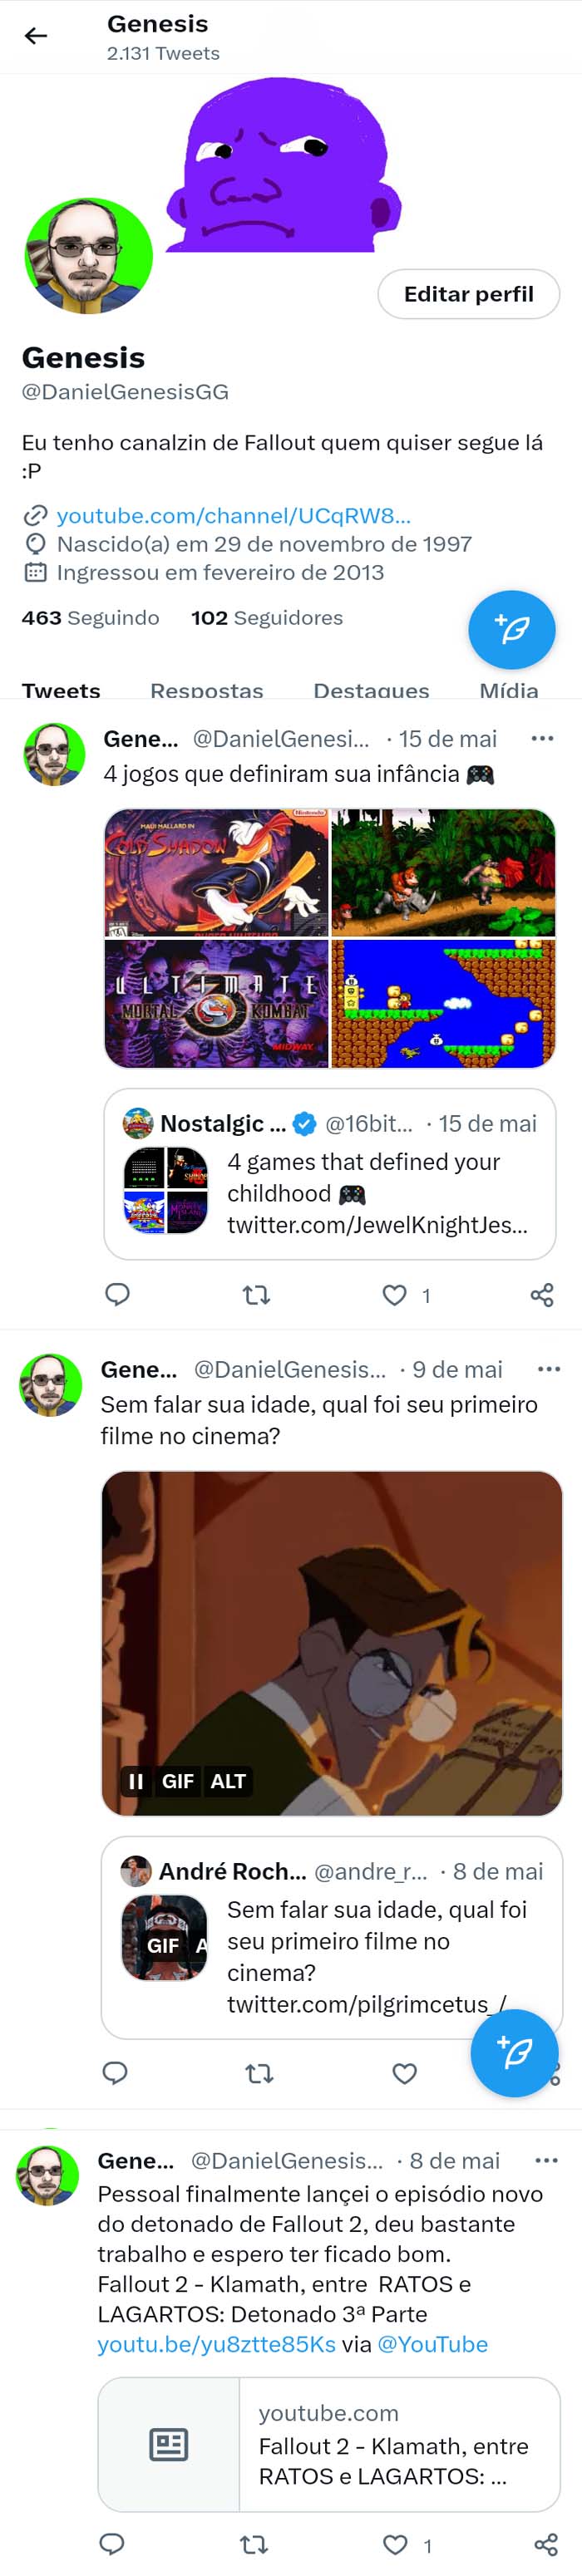 Genesis
2.131 Tweets
Editar perfil
Genesis
@DanielGenesisGG
Eu tenho canalzin de Fallout quem quiser segue lá
:P
youtube.com/channel/UCqRW8...
Nascido(a) em 29 de novembro de 1997
Ingressou em fevereiro de 2013
463 Seguindo 102 Seguidores
Tweets Respostas Destaques Mídia
Gene... @DanielGenesi... · 15 de mai
4 jogos que definiram sua infância 🎮
Nintendo
MAUI MALLARD IN
COLD SHADOW
SUPER NINTENDO
ULTIMATE
MORTAL KOMBAT
MIDWAY
Nostalgic ... @16bit... · 15 de mai
4 games that defined your
childhood 🎮
twitter.com/JewelKnightJes...
1
Gene... @DanielGenesis... · 9 de mai
Sem falar sua idade, qual foi seu primeiro
filme no cinema?
GIF ALT
André Roch... @andre_r... · 8 de mai
GIF A
Sem falar sua idade, qual foi
seu primeiro filme no
cinema?
twitter.com/pilgrimcetus_/
Gene... @DanielGenesis... · 8 de mai
Pessoal finalmente lançei o episódio novo
do detonado de Fallout 2, deu bastante
trabalho e espero ter ficado bom.
Fallout 2 - Klamath, entre  RATOS e
LAGARTOS: Detonado 3ª Parte
youtu.be/yu8ztte85Ks via @YouTube
youtube.com
Fallout 2 - Klamath, entre
RATOS e LAGARTOS: ...
1